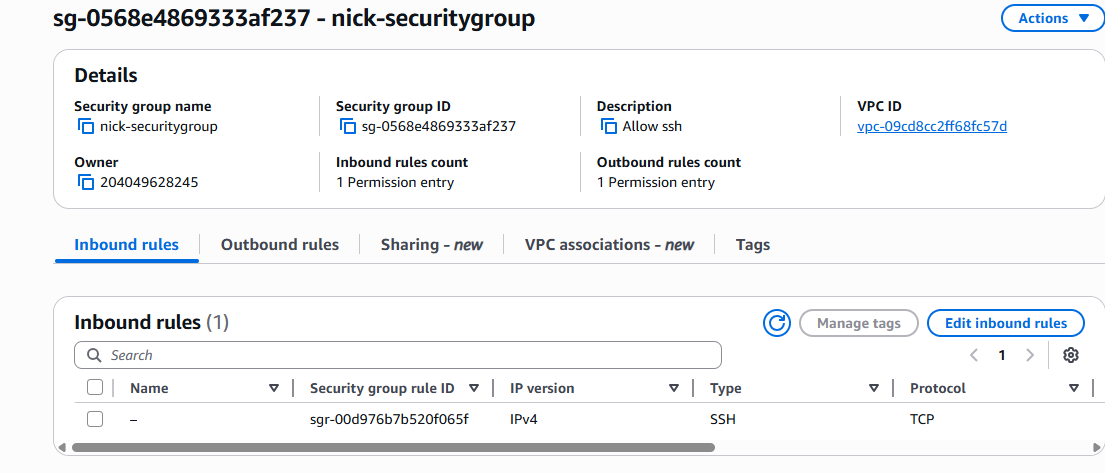 sg-0568e4869333af237 - nick-securitygroup
Actions
Details
Security group name
nick-securitygroup
Security group ID
sg-0568e4869333af237
Description
Allow ssh
VPC ID
vpc-09cd8cc2ff68fc57d
Owner
204049628245
Inbound rules count
1 Permission entry
Outbound rules count
1 Permission entry
Inbound rules
Outbound rules
Sharing - new
VPC associations - new
Tags
Inbound rules (1)
Manage tags
Edit inbound rules
Search
1
Name
Security group rule ID
IP version
Type
Protocol
–
sgr-00d976b7b520f065f
IPv4
SSH
TCP